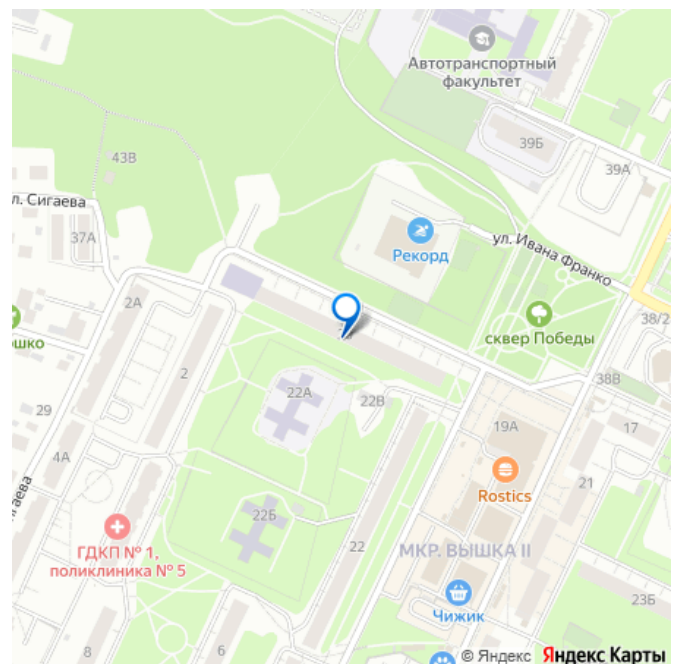 Автотранспортный
факультет
39Б
43В
39А
ул. Сигаева
37А
Рекорд
ул. Ивана Франко
2А
38/2
сквер Победы
2
22А
22В
38В
29
19А
17
4А
Rostics
21
22Б
ГДКП № 1,
поликлиника № 5
22
МКР. ВЫШКА II
Чижик
23Б
8
6
© Яндекс Яндекс Карты